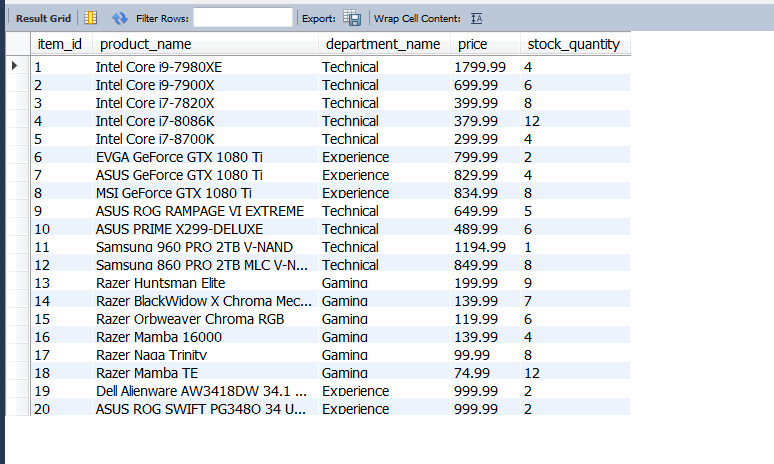 Result Grid Filter Rows: Export: Wrap Cell Content:
item_id product_name department_name price stock_quantity
1 Intel Core i9-7980XE Technical 1799.99 4
2 Intel Core i9-7900X Technical 699.99 6
3 Intel Core i7-7820X Technical 399.99 8
4 Intel Core i7-8086K Technical 379.99 12
5 Intel Core i7-8700K Technical 299.99 4
6 EVGA GeForce GTX 1080 Ti Experience 799.99 2
7 ASUS GeForce GTX 1080 Ti Experience 829.99 4
8 MSI GeForce GTX 1080 Ti Experience 834.99 8
9 ASUS ROG RAMPAGE VI EXTREME Technical 649.99 5
10 ASUS PRIME X299-DELUXE Technical 489.99 6
11 Samsung 960 PRO 2TB V-NAND Technical 1194.99 1
12 Samsung 860 PRO 2TB MLC V-N... Technical 849.99 8
13 Razer Huntsman Elite Gaming 199.99 9
14 Razer BlackWidow X Chroma Mec... Gaming 139.99 7
15 Razer Orbweaver Chroma RGB Gaming 119.99 6
16 Razer Mamba 16000 Gaming 139.99 4
17 Razer Naga Trinity Gaming 99.99 8
18 Razer Mamba TE Gaming 74.99 12
19 Dell Alienware AW3418DW 34.1 ... Experience 999.99 2
20 ASUS ROG SWIFT PG348Q 34 U... Experience 999.99 2